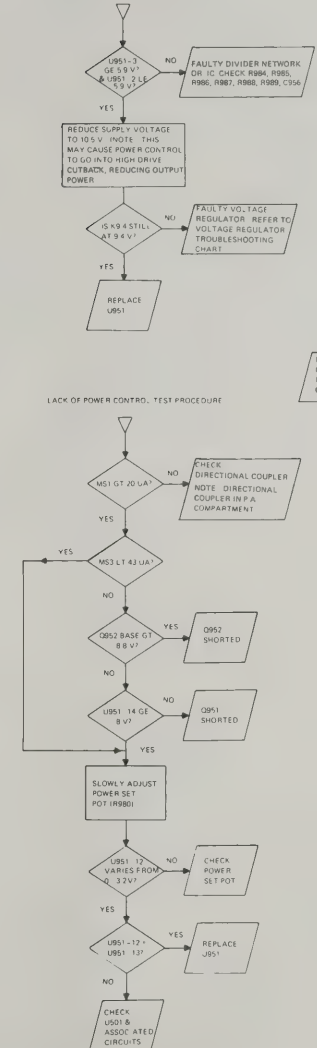 U951-3
GE 5.9 V?
& U951 2 LE
5.9 V?
NO
FAULTY DIVIDER NETWORK
OR IC CHECK R984, R985,
R986, R987, R988, R989, C956
YES
REDUCE SUPPLY VOLTAGE
TO 10.5 V (NOTE THIS
MAY CAUSE POWER CONTROL
TO GO INTO HIGH DRIVE
CUTBACK, REDUCING OUTPUT
POWER
IS K9.4 STILL
AT 9.4 V?
NO
FAULTY VOLTAGE
REGULATOR REFER TO
VOLTAGE REGULATOR
TROUBLESHOOTING
CHART
YES
REPLACE
U951
LACK OF POWER CONTROL TEST PROCEDURE
MS1 GT 20 UA?
NO
CHECK
DIRECTIONAL COUPLER
NOTE DIRECTIONAL
COUPLER IN P A
COMPARTMENT
YES
YES
MS3 LT 43 UA?
NO
Q952 BASE GT
8.8 V?
YES
Q952
SHORTED
NO
U951 14 GE
8 V?
NO
Q951
SHORTED
YES
SLOWLY ADJUST
POWER SET
POT (R980)
U951 12
VARIES FROM
0 3.2V?
NO
CHECK
POWER
SET POT
YES
U951-12 =
U951 13?
YES
REPLACE
U951
NO
CHECK
U501 &
ASSOCIATED
CIRCUITS